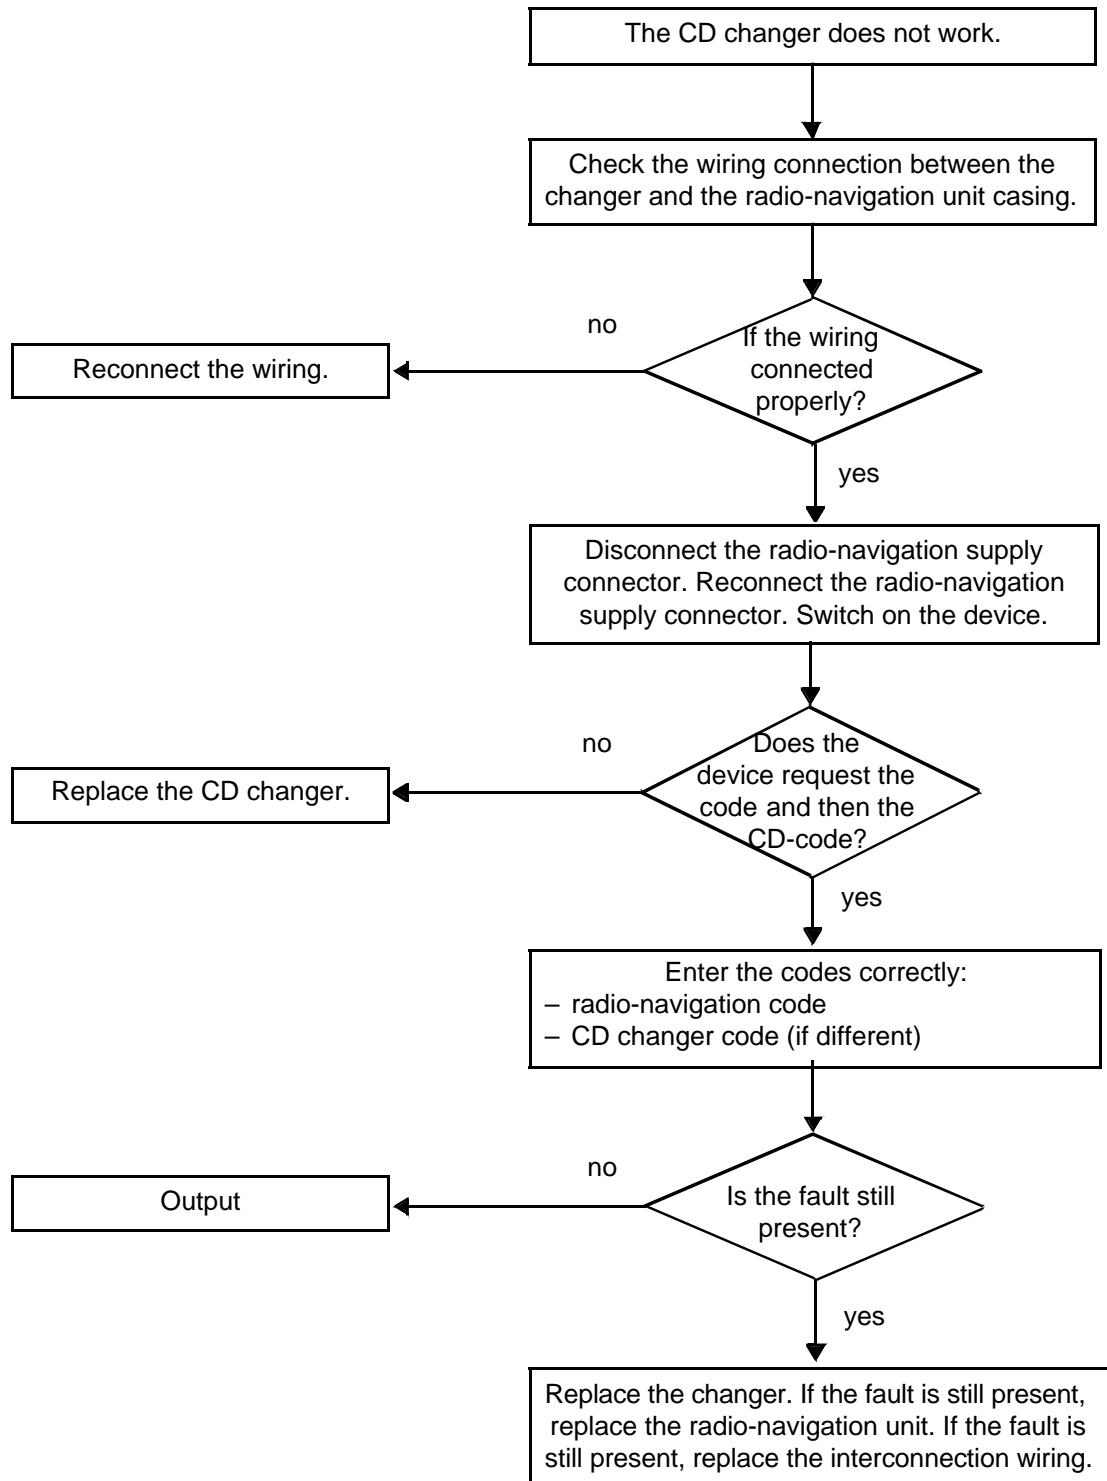 The CD changer does not work.
Check the wiring connection between the
changer and the radio-navigation unit casing.
no
If the wiring
connected
properly?
Reconnect the wiring.
yes
Disconnect the radio-navigation supply
connector. Reconnect the radio-navigation
supply connector. Switch on the device.
no
Does the
device request the
code and then the
CD-code?
Replace the CD changer.
yes
Enter the codes correctly:
– radio-navigation code
– CD changer code (if different)
no
Is the fault still
present?
Output
yes
Replace the changer. If the fault is still present,
replace the radio-navigation unit. If the fault is
still present, replace the interconnection wiring.